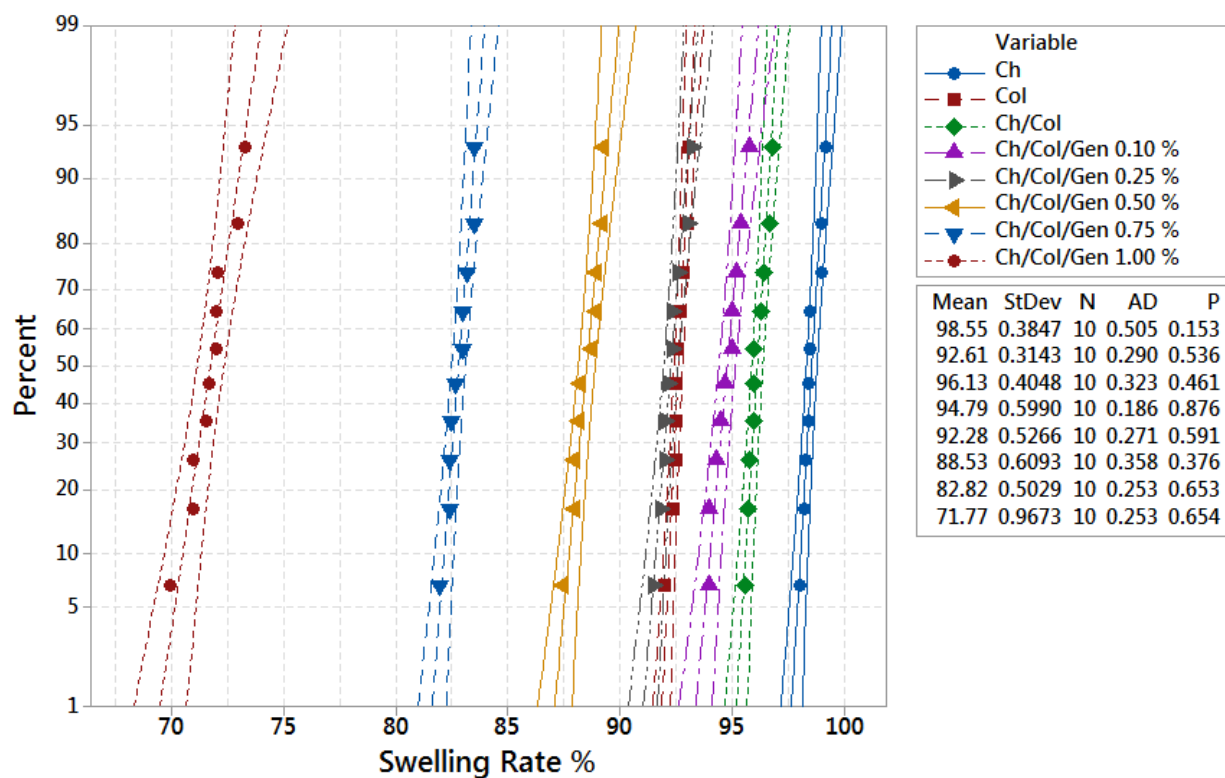 99
95
90
80
70
60
50
40
30
20
10
5
1
Percent
70 75 80 85 90 95 100
Swelling Rate %
Variable
Ch
Col
Ch/Col
Ch/Col/Gen 0.10 %
Ch/Col/Gen 0.25 %
Ch/Col/Gen 0.50 %
Ch/Col/Gen 0.75 %
Ch/Col/Gen 1.00 %
Mean StDev N AD P
98.55 0.3847 10 0.505 0.153
92.61 0.3143 10 0.290 0.536
96.13 0.4048 10 0.323 0.461
94.79 0.5990 10 0.186 0.876
92.28 0.5266 10 0.271 0.591
88.53 0.6093 10 0.358 0.376
82.82 0.5029 10 0.253 0.653
71.77 0.9673 10 0.253 0.654